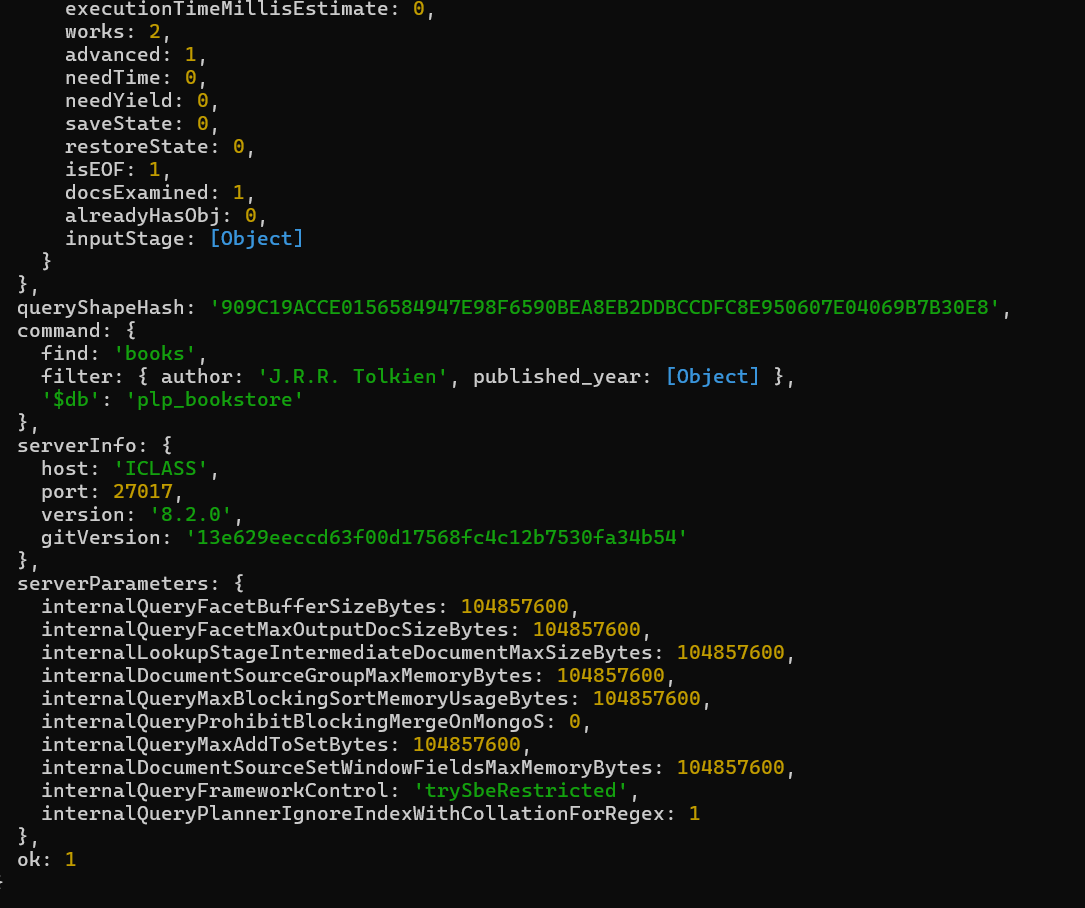 executionTimeMillisEstimate: 0,
works: 2,
advanced: 1,
needTime: 0,
needYield: 0,
saveState: 0,
restoreState: 0,
isEOF: 1,
docsExamined: 1,
alreadyHasObj: 0,
inputStage: [Object]
}
},
queryShapeHash: '909C19ACCE0156584947E98F6590BEA8EB2DDBCCDFC8E950607E04069B7B30E8',
command: {
find: 'books',
filter: { author: 'J.R.R. Tolkien', published_year: [Object] },
'$db': 'plp_bookstore'
},
serverInfo: {
host: 'ICLASS',
port: 27017,
version: '8.2.0',
gitVersion: '13e629eeccd63f00d17568fc4c12b7530fa34b54'
},
serverParameters: {
internalQueryFacetBufferSizeBytes: 104857600,
internalQueryFacetMaxOutputDocSizeBytes: 104857600,
internalLookupStageIntermediateDocumentMaxSizeBytes: 104857600,
internalDocumentSourceGroupMaxMemoryBytes: 104857600,
internalQueryMaxBlockingSortMemoryUsageBytes: 104857600,
internalQueryProhibitBlockingMergeOnMongoS: 0,
internalQueryMaxAddToSetBytes: 104857600,
internalDocumentSourceSetWindowFieldsMaxMemoryBytes: 104857600,
internalQueryFrameworkControl: 'trySbeRestricted',
internalQueryPlannerIgnoreIndexWithCollationForRegex: 1
},
ok: 1
}